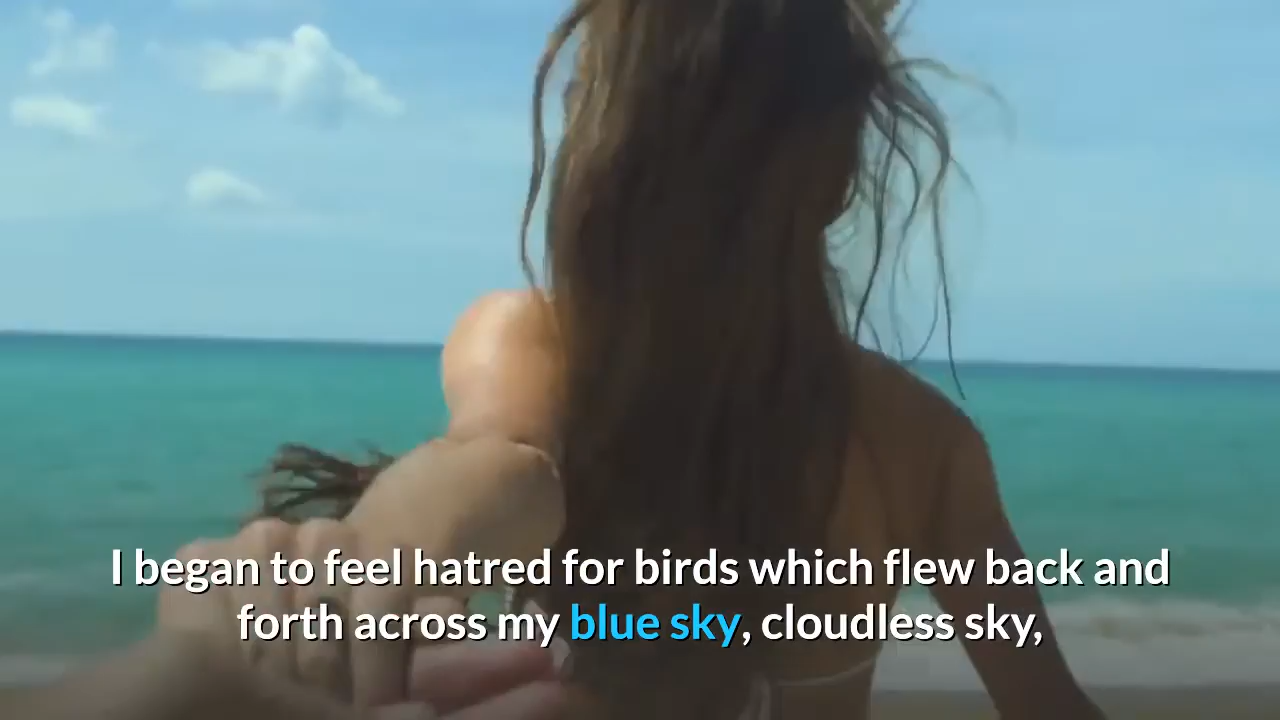 I began to feel hatred for birds which flew back and
forth across my blue sky, cloudless sky,